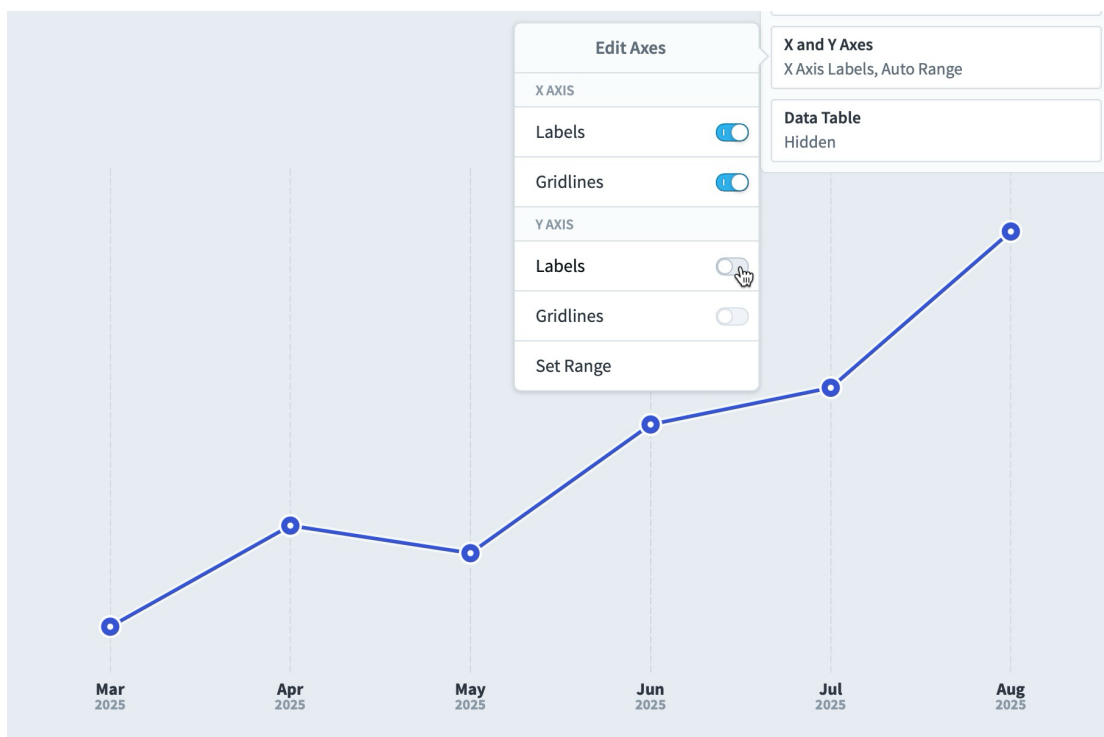 Edit Axes
X AXIS
Labels
Gridlines
Y AXIS
Labels
Gridlines
Set Range
X and Y Axes
X Axis Labels, Auto Range
Data Table
Hidden
Mar
2025
Apr
2025
May
2025
Jun
2025
Jul
2025
Aug
2025